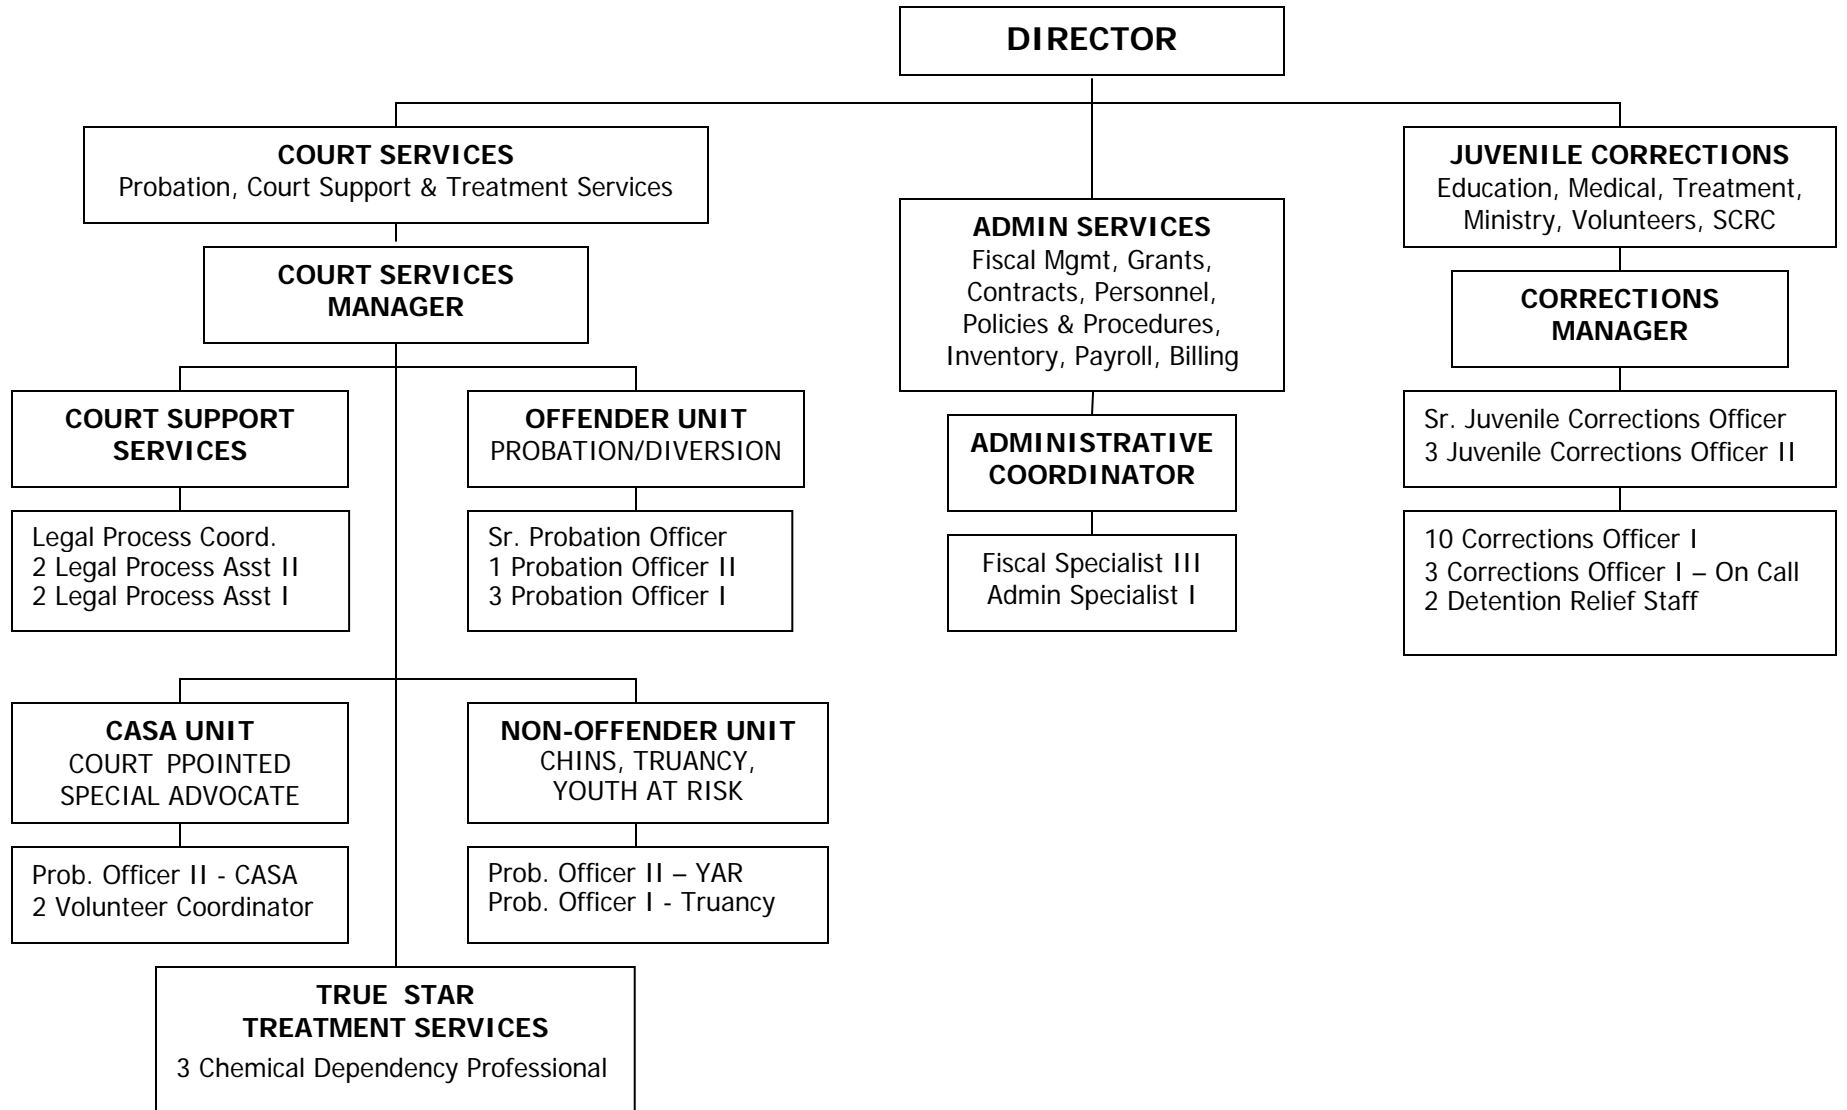 DIRECTOR
COURT SERVICES
Probation, Court Support & Treatment Services
COURT SERVICES
MANAGER
COURT SUPPORT
SERVICES
Legal Process Coord.
2 Legal Process Asst II
2 Legal Process Asst I
OFFENDER UNIT
PROBATION/DIVERSION
Sr. Probation Officer
1 Probation Officer II
3 Probation Officer I
CASA UNIT
COURT PPOINTED
SPECIAL ADVOCATE
Prob. Officer II - CASA
2 Volunteer Coordinator
NON-OFFENDER UNIT
CHINS, TRUANCY,
YOUTH AT RISK
Prob. Officer II – YAR
Prob. Officer I - Truancy
TRUE STAR
TREATMENT SERVICES
3 Chemical Dependency Professional
ADMIN SERVICES
Fiscal Mgmt, Grants,
Contracts, Personnel,
Policies & Procedures,
Inventory, Payroll, Billing
ADMINISTRATIVE
COORDINATOR
Fiscal Specialist III
Admin Specialist I
JUVENILE CORRECTIONS
Education, Medical, Treatment,
Ministry, Volunteers, SCRC
CORRECTIONS
MANAGER
Sr. Juvenile Corrections Officer
3 Juvenile Corrections Officer II
10 Corrections Officer I
3 Corrections Officer I – On Call
2 Detention Relief Staff